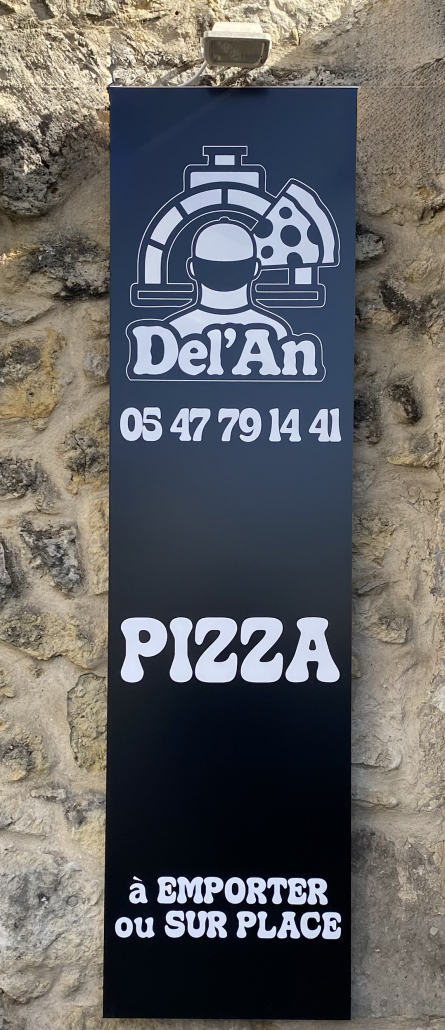 Del'An
05 47 79 14 41
PIZZA
à EMPORTER
ou SUR PLACE